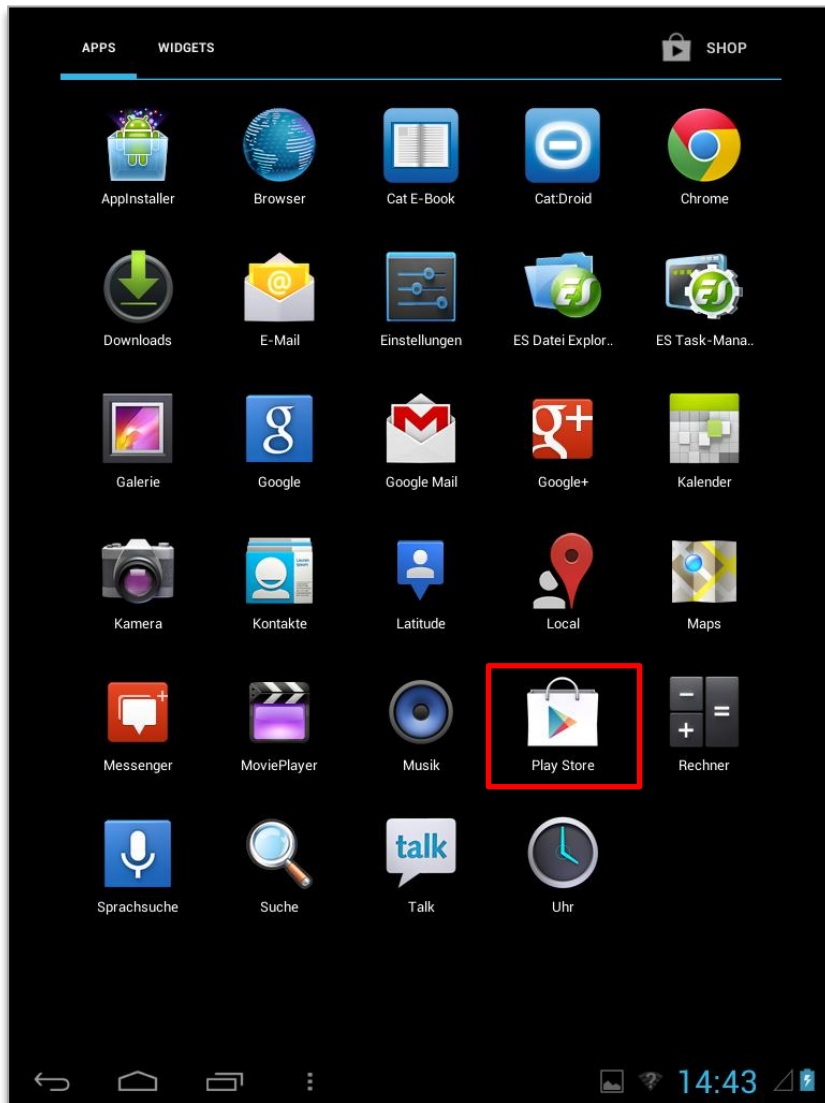 APPS WIDGETS SHOP
AppInstaller Browser Cat E-Book Cat:Droid Chrome
@
Downloads E-Mail Einstellungen ES Datei Explor.. ES Task-Mana..
g g+
Galerie Google Google Mail Google+ Kalender
Kamera Kontakte Latitude Local Maps
Messenger MoviePlayer Musik Play Store Rechner
talk
Sprachsuche Suche Talk Uhr
14:43